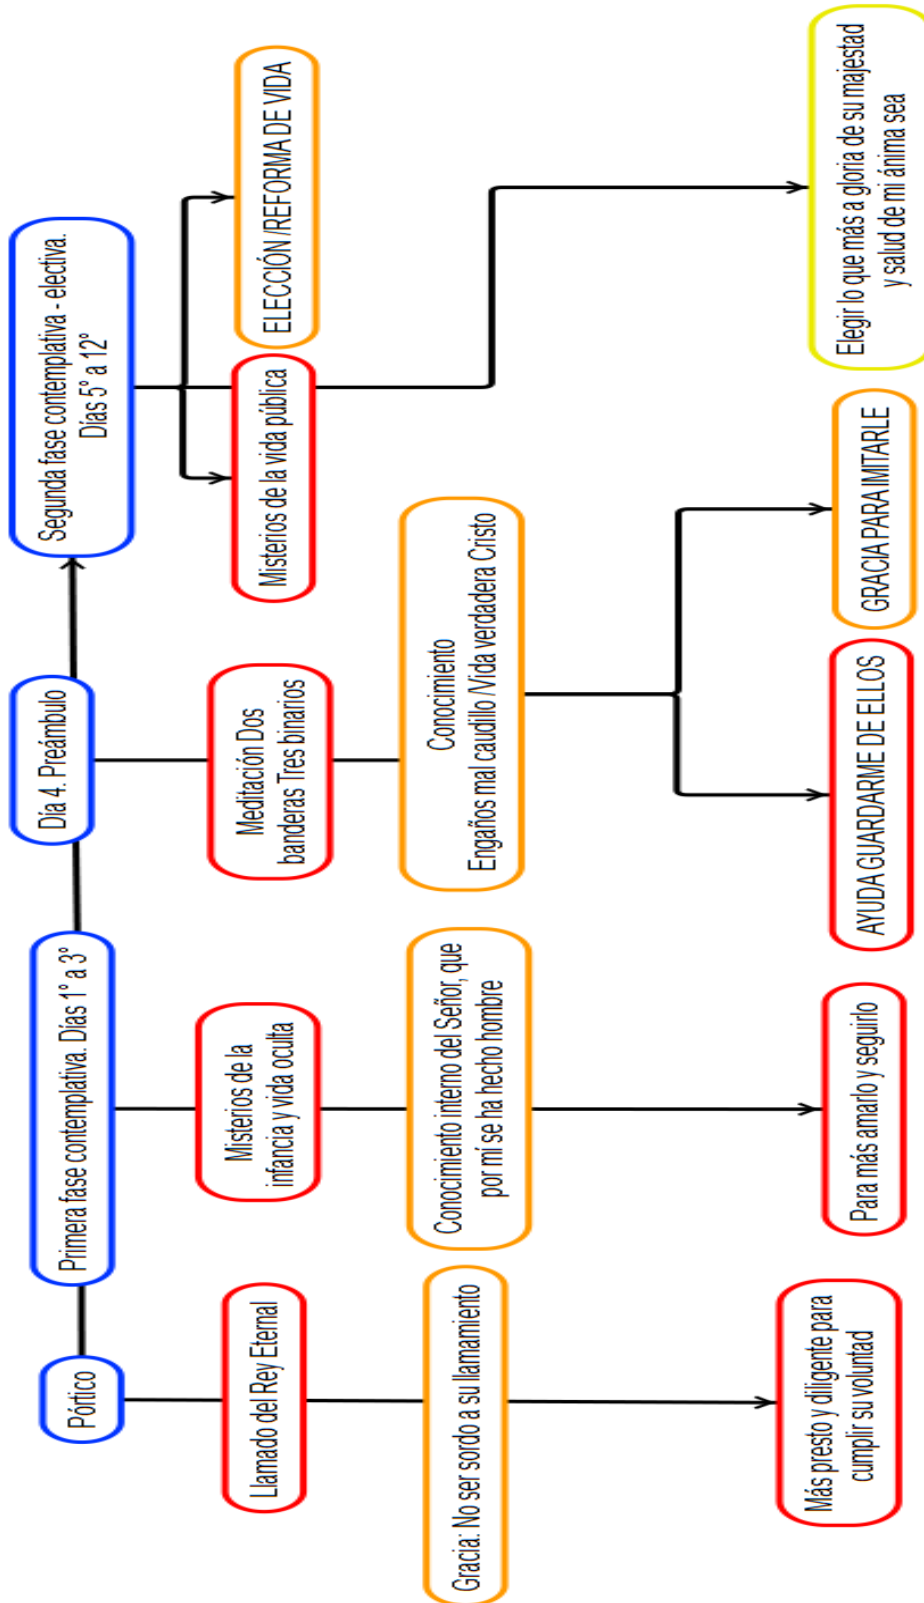 Pórtico
Primera fase contemplativa. Días 1° a 3°
Día 4. Preámbulo
Segunda fase contemplativa - electiva.
Días 5° a 12°
Llamado del Rey Eternal
Misterios de la
infancia y vida oculta
Meditación Dos
banderas Tres binarios
Misterios de la vida pública
ELECCIÓN /REFORMA DE VIDA
Gracia: No ser sordo a su llamamiento
Conocimiento interno del Señor, que
por mí se ha hecho hombre
Conocimiento
Engaños mal caudillo /Vida verdadera Cristo
Más presto y diligente para
cumplir su voluntad
Para más amarlo y seguirlo
AYUDA GUARDARME DE ELLOS
GRACIA PARA IMITARLE
Elegir lo que más a gloria de su majestad
y salud de mi ánima sea